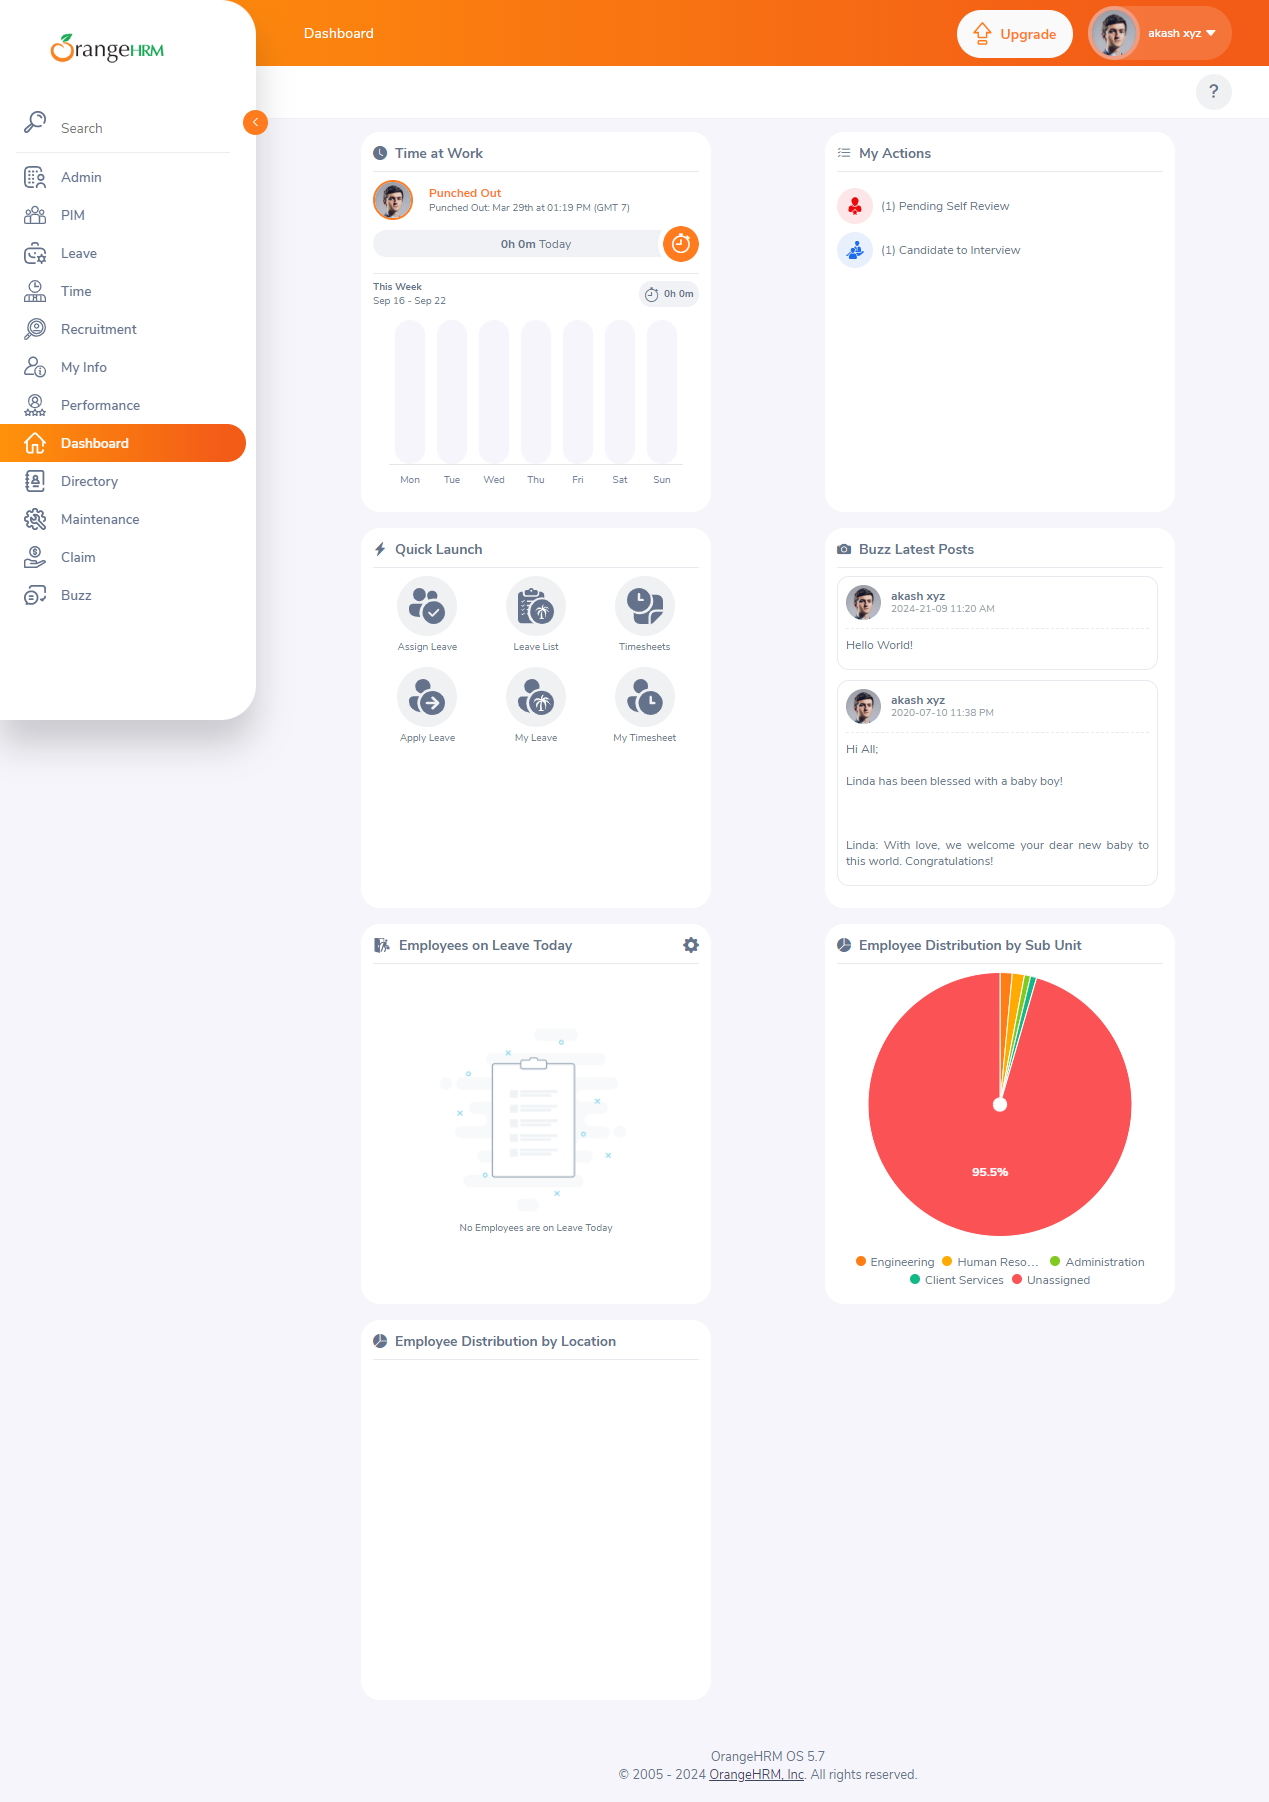 OrangeHRM
Dashboard
Upgrade
akash xyz
?
Search
Admin
PIM
Leave
Time
Recruitment
My Info
Performance
Dashboard
Directory
Maintenance
Claim
Buzz
Time at Work
Punched Out
Punched Out: Mar 29th at 01:19 PM (GMT 7)
0h 0m Today
This Week
Sep 16 - Sep 22
0h 0m
Mon Tue Wed Thu Fri Sat Sun
My Actions
(1) Pending Self Review
(1) Candidate to Interview
Quick Launch
Assign Leave Leave List Timesheets
Apply Leave My Leave My Timesheet
Buzz Latest Posts
akash xyz
2024-21-09 11:20 AM
Hello World!
akash xyz
2020-07-10 11:38 PM
Hi All;
Linda has been blessed with a baby boy!
Linda: With love, we welcome your dear new baby to
this world. Congratulations!
Employees on Leave Today
No Employees are on Leave Today
Employee Distribution by Sub Unit
95.5%
Engineering Human Reso... Administration
Client Services Unassigned
Employee Distribution by Location
OrangeHRM OS 5.7
© 2005 - 2024 OrangeHRM, Inc. All rights reserved.